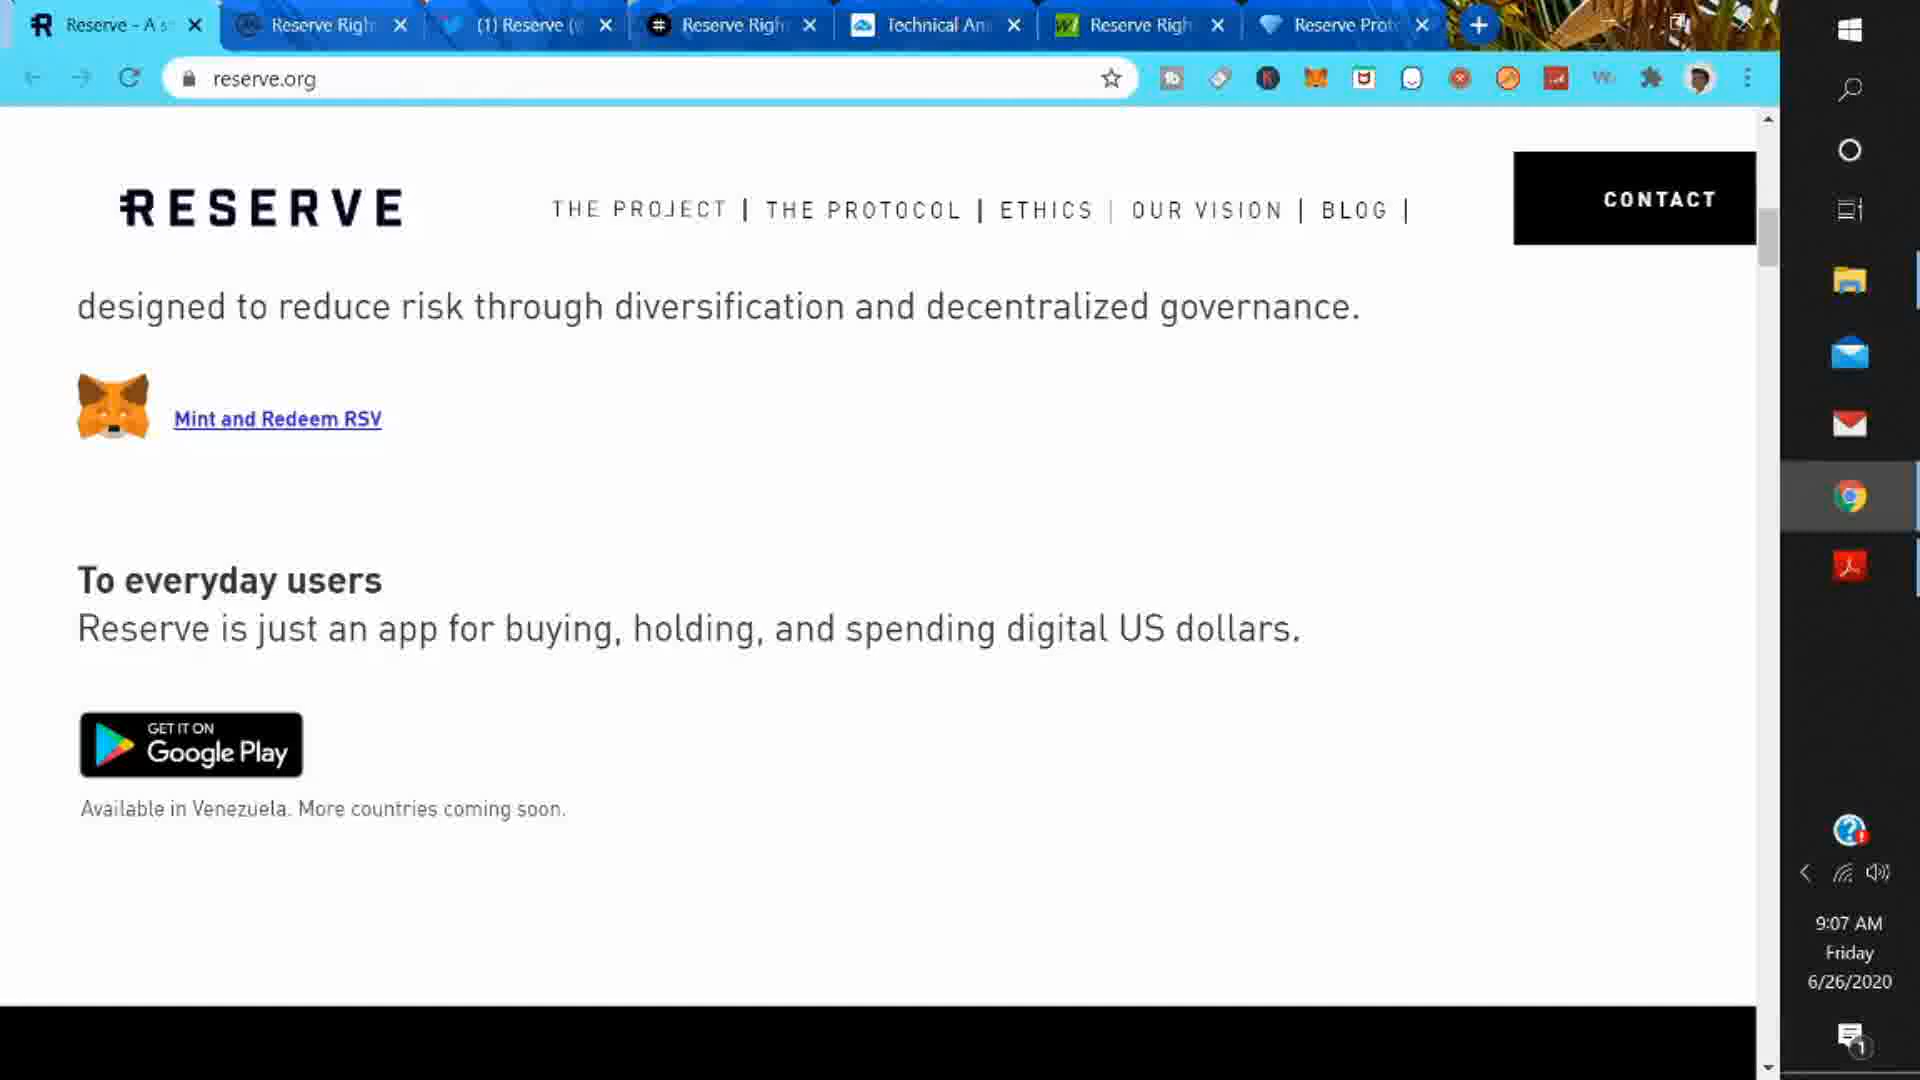 Reserve - A s
Reserve Righ
(1) Reserve (
Reserve Righ
Technical An
Reserve Righ
Reserve Prot
reserve.org
RESERVE
THE PROJECT | THE PROTOCOL | ETHICS | OUR VISION | BLOG |
CONTACT
designed to reduce risk through diversification and decentralized governance.
Mint and Redeem RSV
To everyday users
Reserve is just an app for buying, holding, and spending digital US dollars.
GET IT ON
Google Play
Available in Venezuela. More countries coming soon.
9:07 AM
Friday
6/26/2020
1